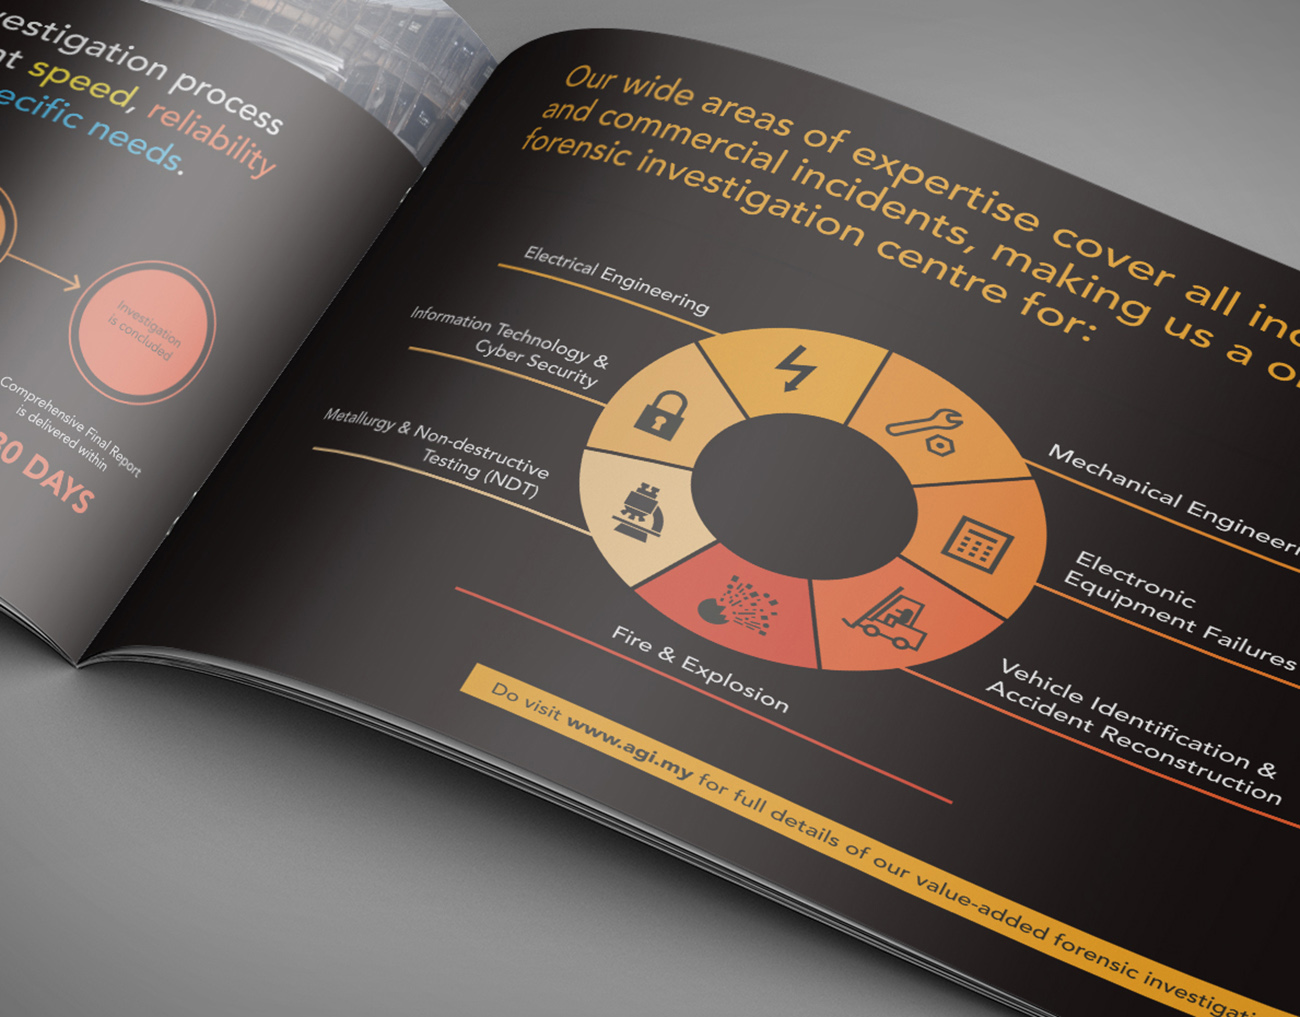 vestigation process
nt speed, reliability
ecific needs.
Investigation
is concluded
Comprehensive Final Report
is delivered within
30 DAYS
Our wide areas of expertise cover all inc
and commercial incidents, making us a o
forensic investigation centre for:
Electrical Engineering
Information Technology &
Cyber Security
Metallurgy & Non-destructive
Testing (NDT)
Mechanical Engineeri
Electronic
Equipment Failures
Vehicle Identification &
Accident Reconstruction
Fire & Explosion
Do visit www.agi.my for full details of our value-added forensic investigati